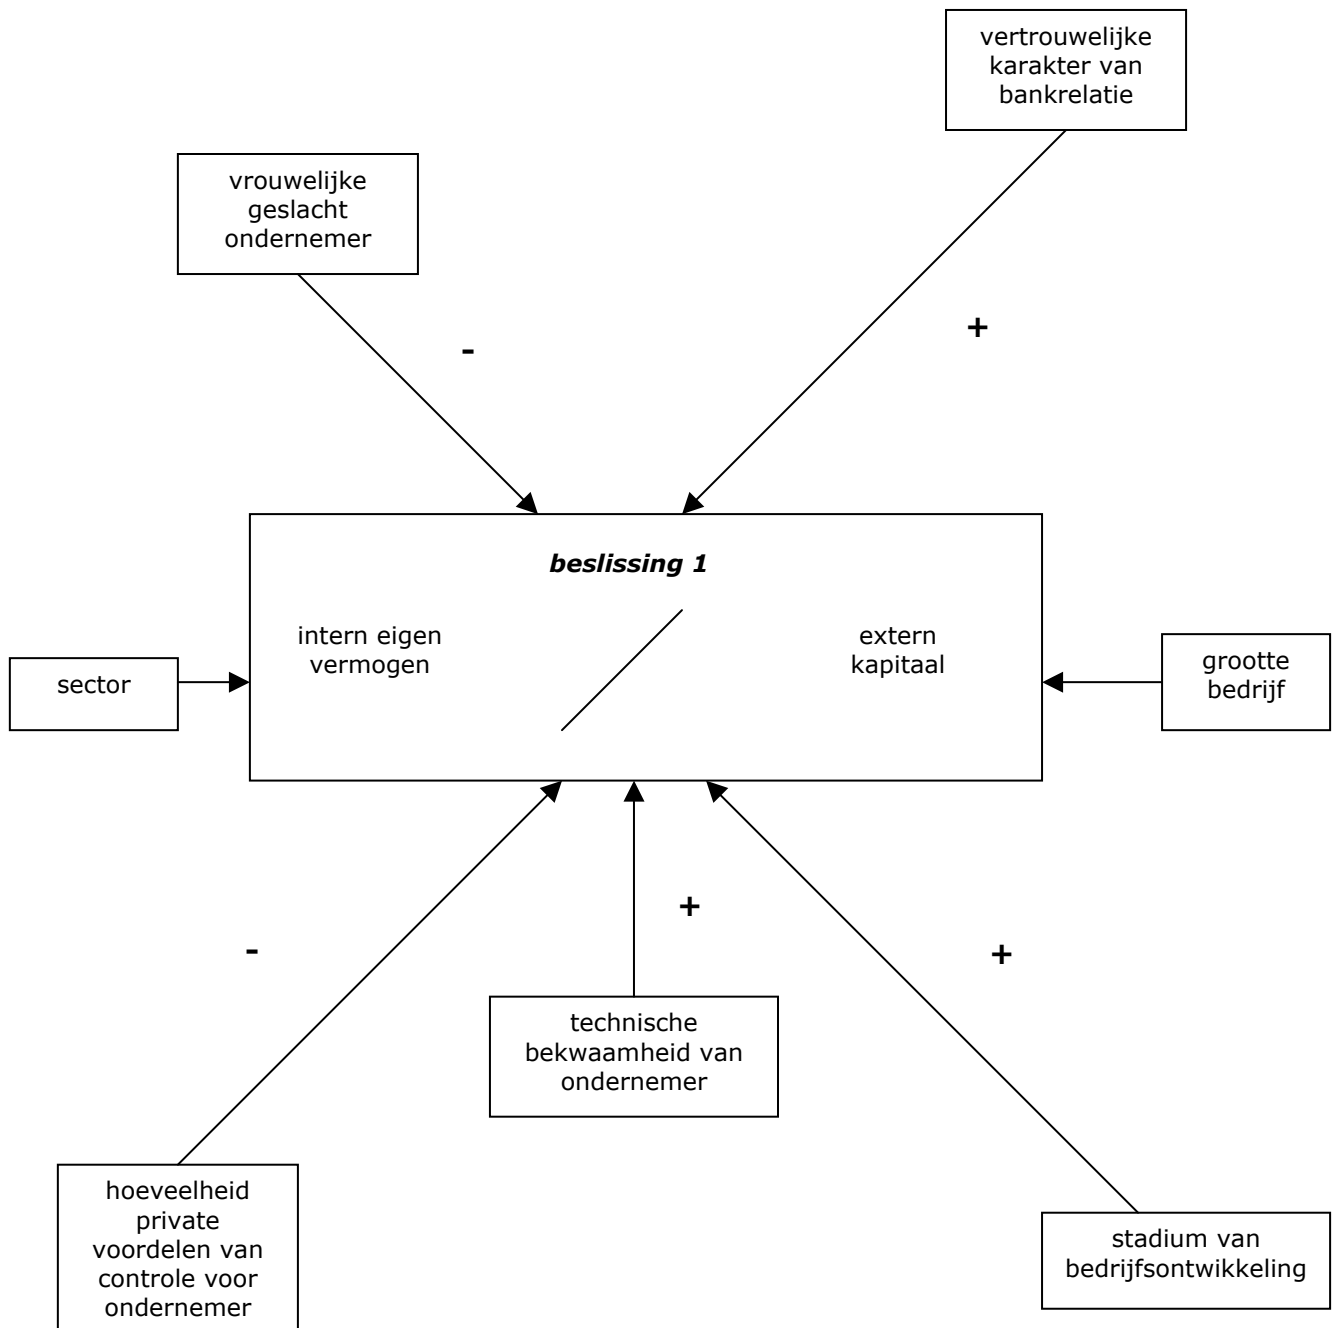 vertrouwelijke
karakter van
bankrelatie
vrouwelijke
geslacht
ondernemer
-
+
beslissing 1
intern eigen
vermogen
extern
kapitaal
sector
grootte
bedrijf
-
+
+
technische
bekwaamheid van
ondernemer
hoeveelheid
private
voordelen van
controle voor
ondernemer
stadium van
bedrijfsontwikkeling